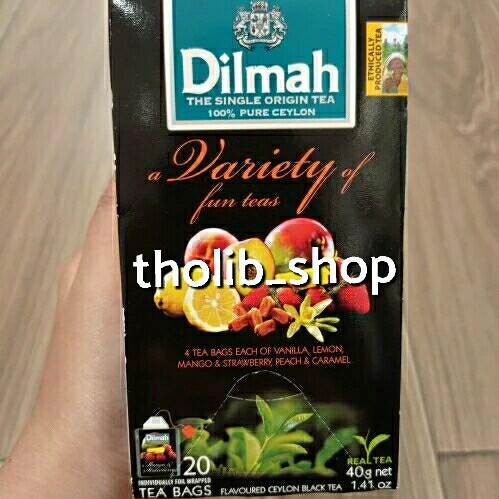 Dilmah
THE SINGLE ORIGIN TEA
100% PURE CEYLON
ETHICALLY
PRODUCED TEA
a Variety of
fun teas
tholib_shop
4 TEA BAGS EACH OF VANILLA, LEMON,
MANGO & STRAWBERRY, PEACH & CARAMEL
Dilmah
20
INDIVIDUALLY FOIL WRAPPED
TEA BAGS
FLAVOURED CEYLON BLACK TEA
REAL TEA
40g net
1.41 oz